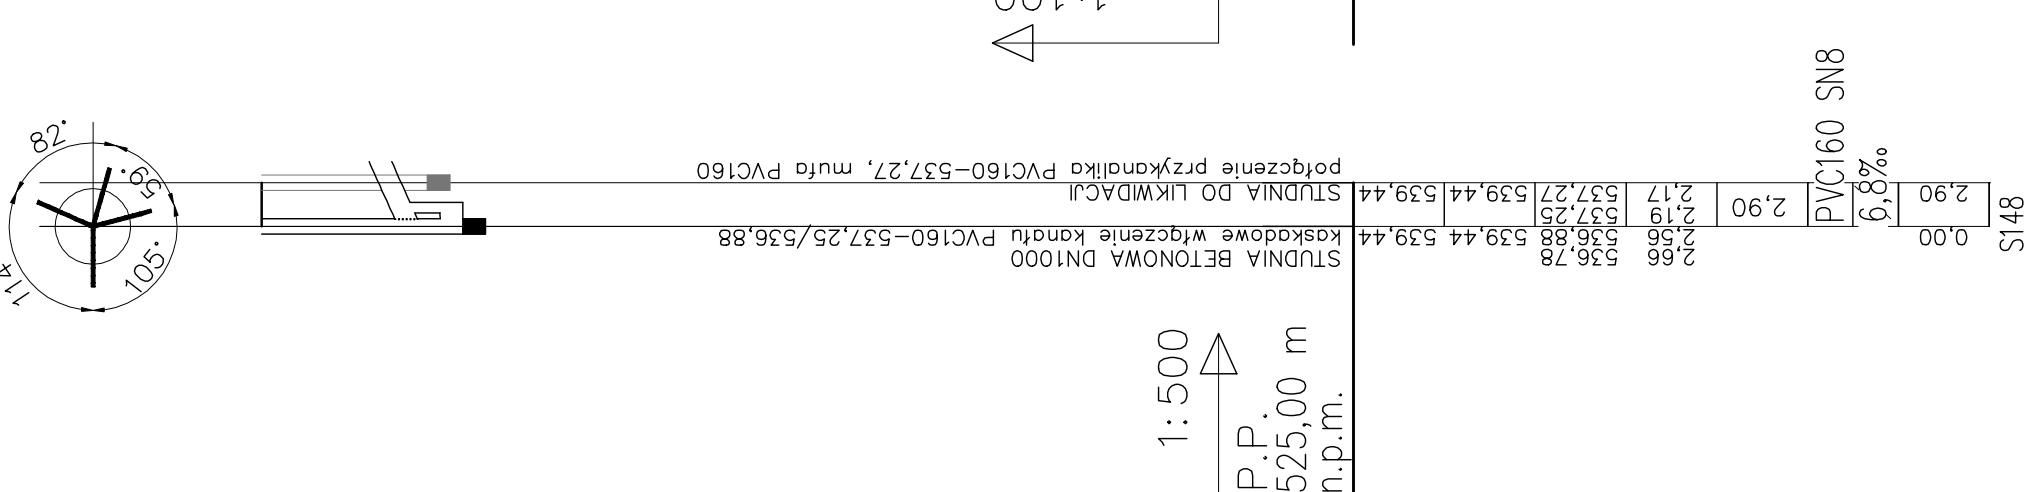 1:100
82°
59°
105°
114
połączenie przykanalika PVC160-537,27, mufa PVC160
STUDNIA DO LIKWIDACJI
kaskadowe włączenie kanału PVC160-537,25/536,88
STUDNIA BETONOWA DN1000
539,44 539,44 537,27 2,17
537,25 2,19
2,90
PVC160 SN8
6,8‰
2,90
539,44 539,44 536,88 2,56
536,78 2,66
0,00
S148
1:500
P.P.
525,00 m
n.p.m.